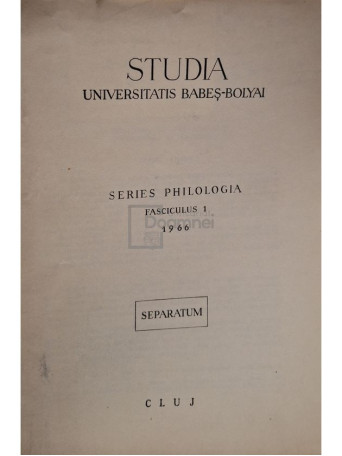 STUDIA
UNIVERSITATIS BABEŞ-BOLYAI
SERIES PHILOLOGIA
FASCICULUS 1
1966
SEPARATUM
CLUJ